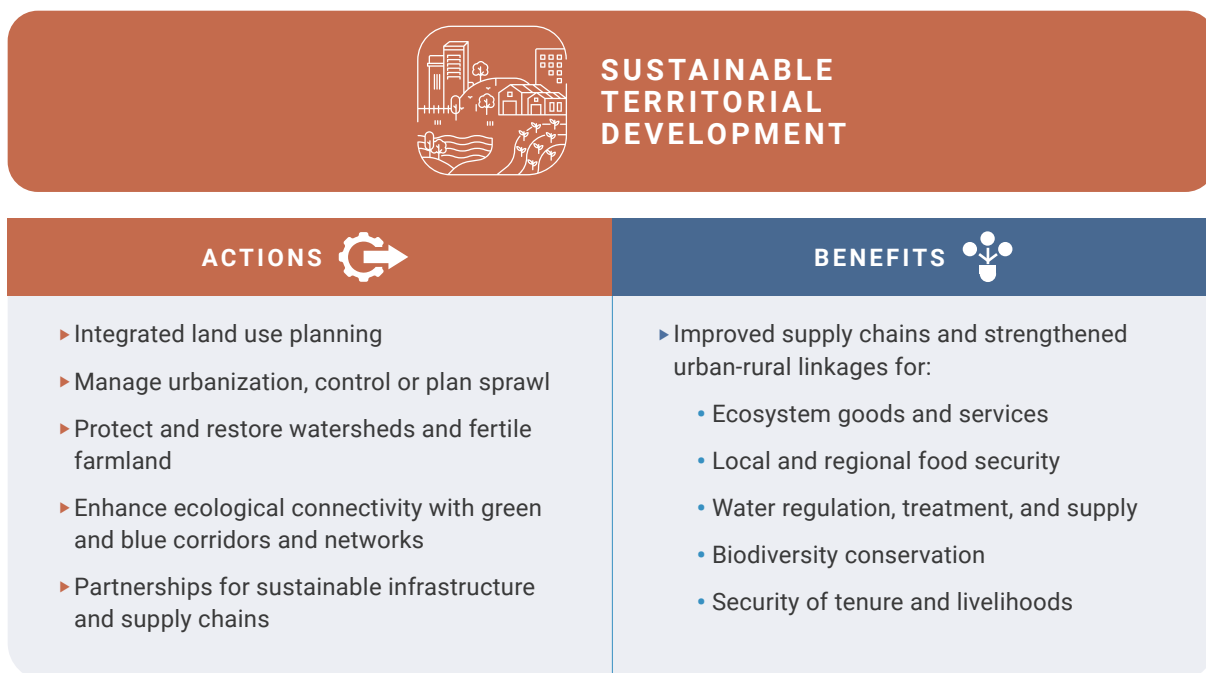 SUSTAINABLE
TERRITORIAL
DEVELOPMENT
ACTIONS
▸ Integrated land use planning
▸ Manage urbanization, control or plan sprawl
▸ Protect and restore watersheds and fertile
farmland
▸ Enhance ecological connectivity with green
and blue corridors and networks
▸ Partnerships for sustainable infrastructure
and supply chains
BENEFITS
▸ Improved supply chains and strengthened
urban-rural linkages for:
• Ecosystem goods and services
• Local and regional food security
• Water regulation, treatment, and supply
• Biodiversity conservation
• Security of tenure and livelihoods